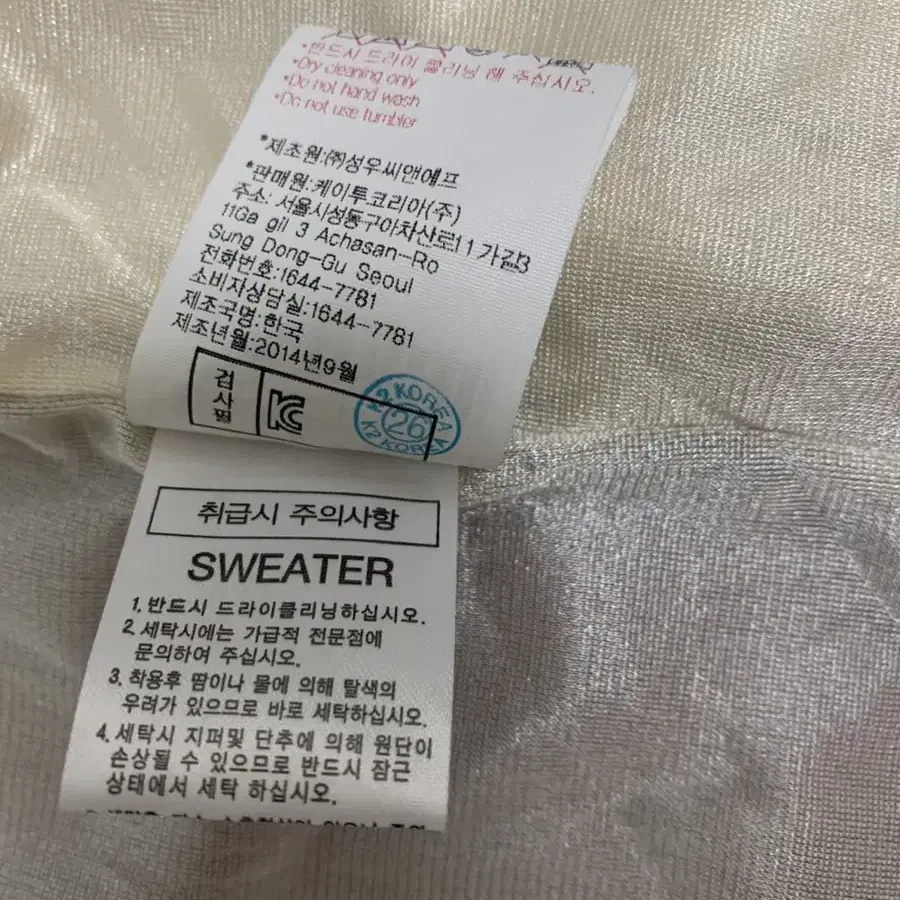 *반드시 드라이 클리닝 해 주십시오.
*Dry cleaning only
*Do not hand wash
*Do not use tumbler
*제조원:㈜성우씨앤에프
*판매원:케이투코리아(주)
주소: 서울시성동구아차산로11가길3
11Ga gil 3 Achasan-Ro
Sung Dong-Gu Seoul
전화번호:1644-7781
소비자상담실:1644-7781
제조국명:한국
제조년월:2014년9월
검사필
KC
K2 KOREA
26
K2 KOREA
취급시 주의사항
SWEATER
1. 반드시 드라이클리닝하십시오.
2. 세탁시에는 가급적 전문점에
문의하여 주십시오.
3. 착용후 땀이나 물에 의해 탈색의
우려가 있으므로 바로 세탁하십시오.
4. 세탁시 지퍼및 단추에 의해 원단이
손상될 수 있으므로 반드시 잠근
상태에서 세탁 하십시오.